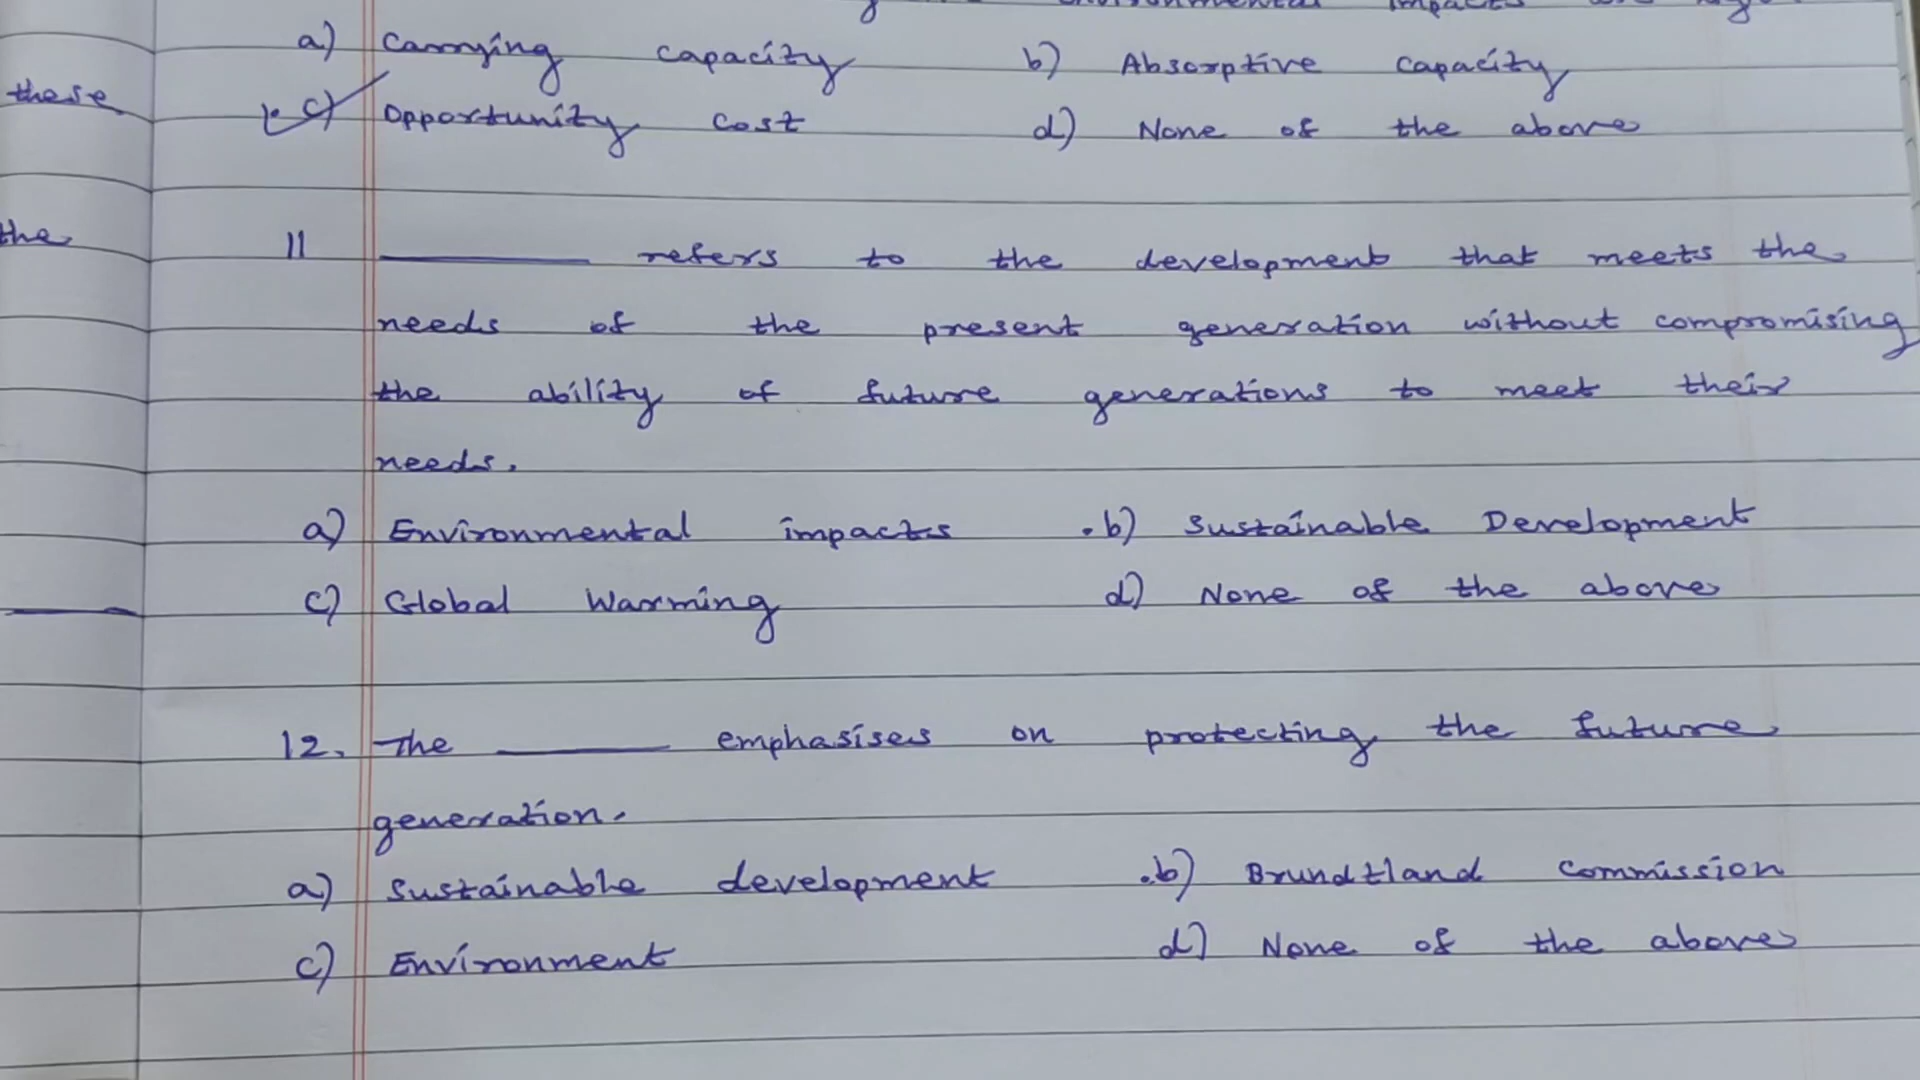 environmental impacts are
a) Carrying capacity b) Absorptive capacity
these
c) Opportunity cost d) None of the above
the
11 ______ refers to the development that meets the
needs of the present generation without compromising
the ability of future generations to meet their
needs.
a) Environmental impacts .b) Sustainable Development
c) Global Warming d) None of the above
12. The ______ emphasises on protecting the future
generation.
a) Sustainable development .b) Brundtland Commission
c) Environment d) None of the above